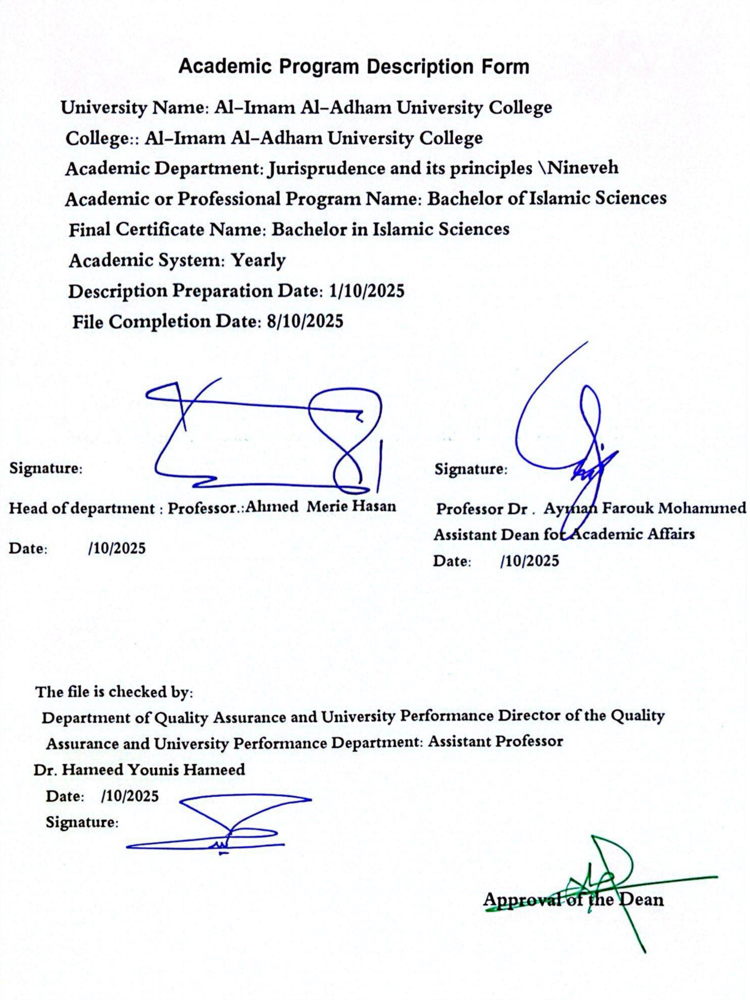 Academic Program Description Form
University Name: Al-Imam Al-Adham University College
College:: Al-Imam Al-Adham University College
Academic Department: Jurisprudence and its principles \Nineveh
Academic or Professional Program Name: Bachelor of Islamic Sciences
Final Certificate Name: Bachelor in Islamic Sciences
Academic System: Yearly
Description Preparation Date: 1/10/2025
File Completion Date: 8/10/2025
Signature:
Head of department : Professor.:Ahmed Merie Hasan
Date: /10/2025
Signature:
Professor Dr . Ayman Farouk Mohammed
Assistant Dean for Academic Affairs
Date: /10/2025
The file is checked by:
Department of Quality Assurance and University Performance Director of the Quality
Assurance and University Performance Department: Assistant Professor
Dr. Hameed Younis Hameed
Date: /10/2025
Signature:
Approval of the Dean